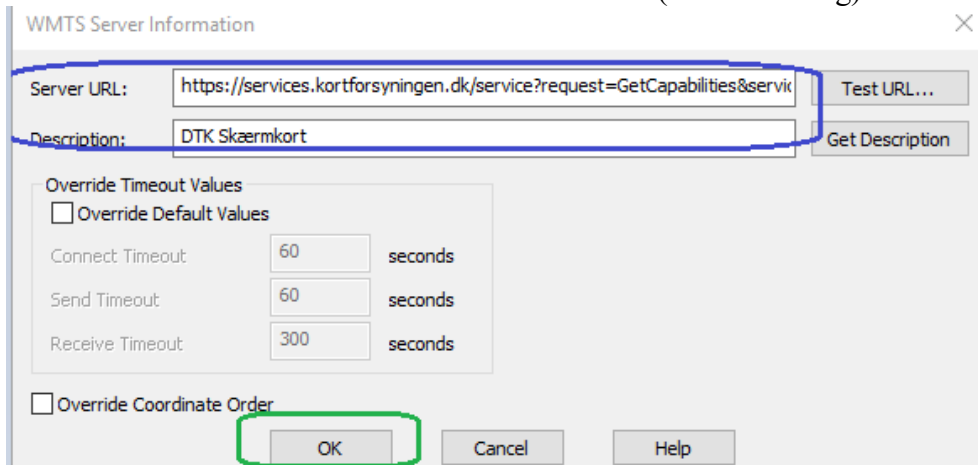 WMTS Server Information
Server URL: https://services.kortforsyningen.dk/service?request=GetCapabilities&servic Test URL...
Description: DTK Skærmkort Get Description
Override Timeout Values
Override Default Values
Connect Timeout 60 seconds
Send Timeout 60 seconds
Receive Timeout 300 seconds
Override Coordinate Order
OK Cancel Help